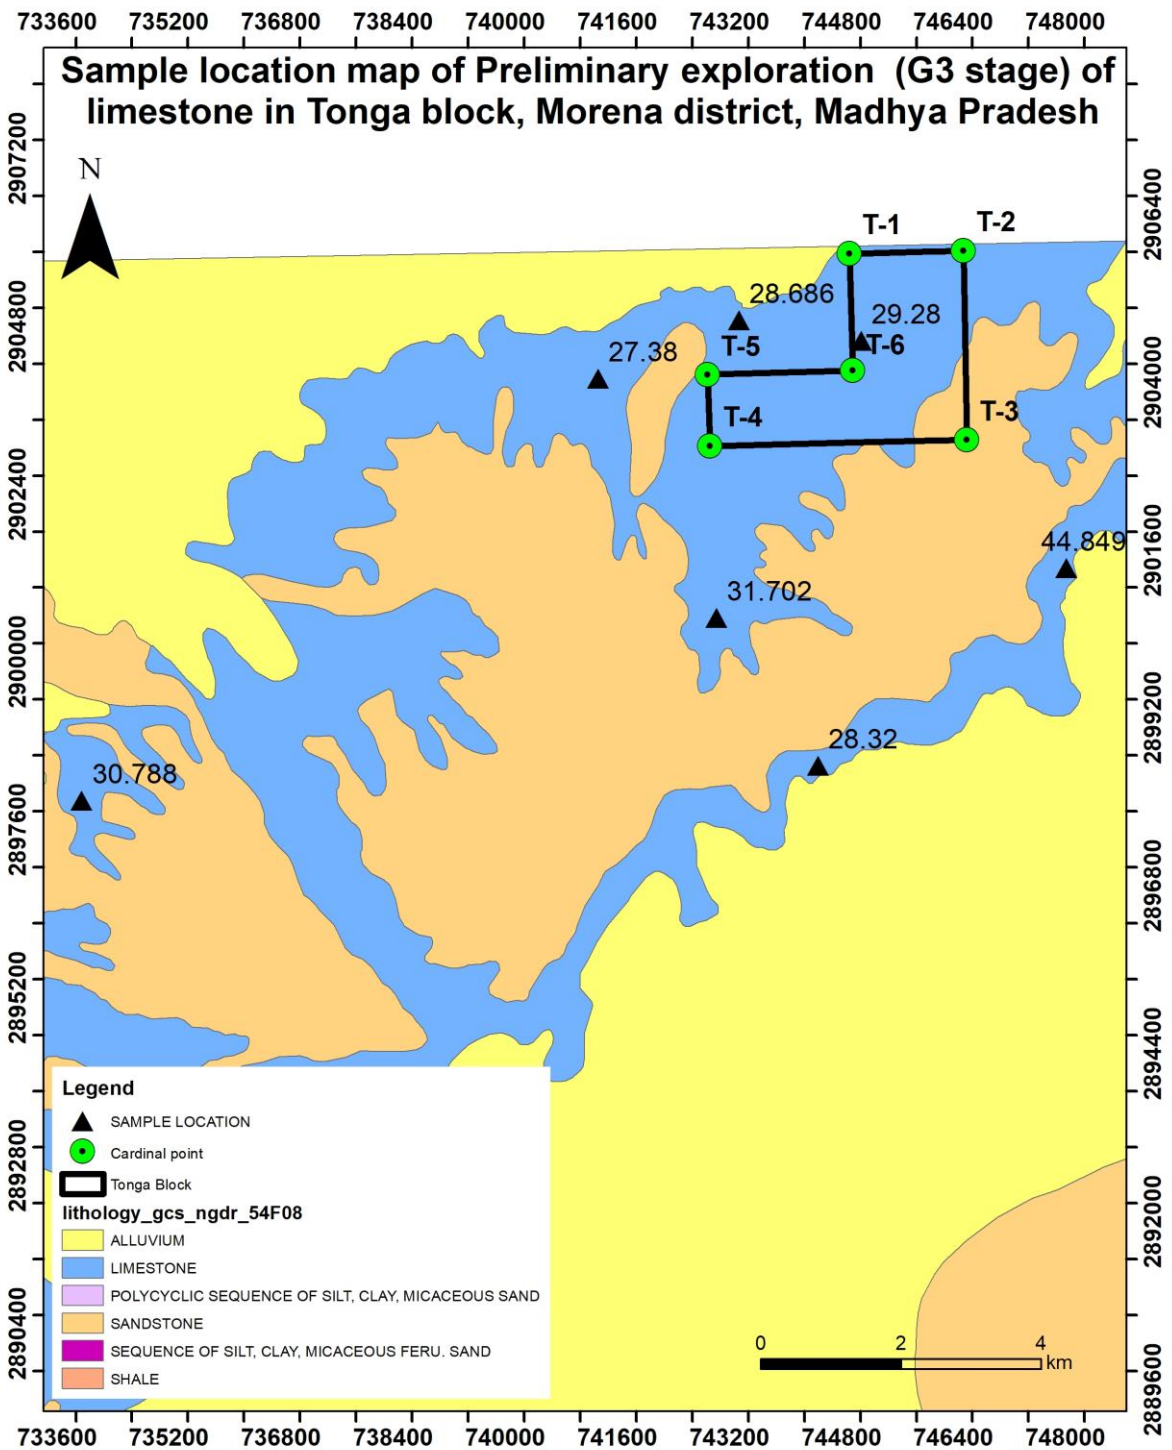 733600 735200 736800 738400 740000 741600 743200 744800 746400 748000
Sample location map of Preliminary exploration (G3 stage) of
limestone in Tonga block, Morena district, Madhya Pradesh
N
2907200
2906400
T-1
T-2
2904800
28.686
29.28
T-6
T-5
27.38
2904000
T-4
T-3
2902400
2901600
44.849
31.702
2900000
2899200
28.32
30.788
2897600
2896800
2895200
2894400
Legend
SAMPLE LOCATION
Cardinal point
Tonga Block
lithology_gcs_ngdr_54F08
ALLUVIUM
LIMESTONE
POLYCYCLIC SEQUENCE OF SILT, CLAY, MICACEOUS SAND
SANDSTONE
SEQUENCE OF SILT, CLAY, MICACEOUS FERU. SAND
SHALE
2892800
2892000
2890400
2889600
0 2 4
km
733600 735200 736800 738400 740000 741600 743200 744800 746400 748000